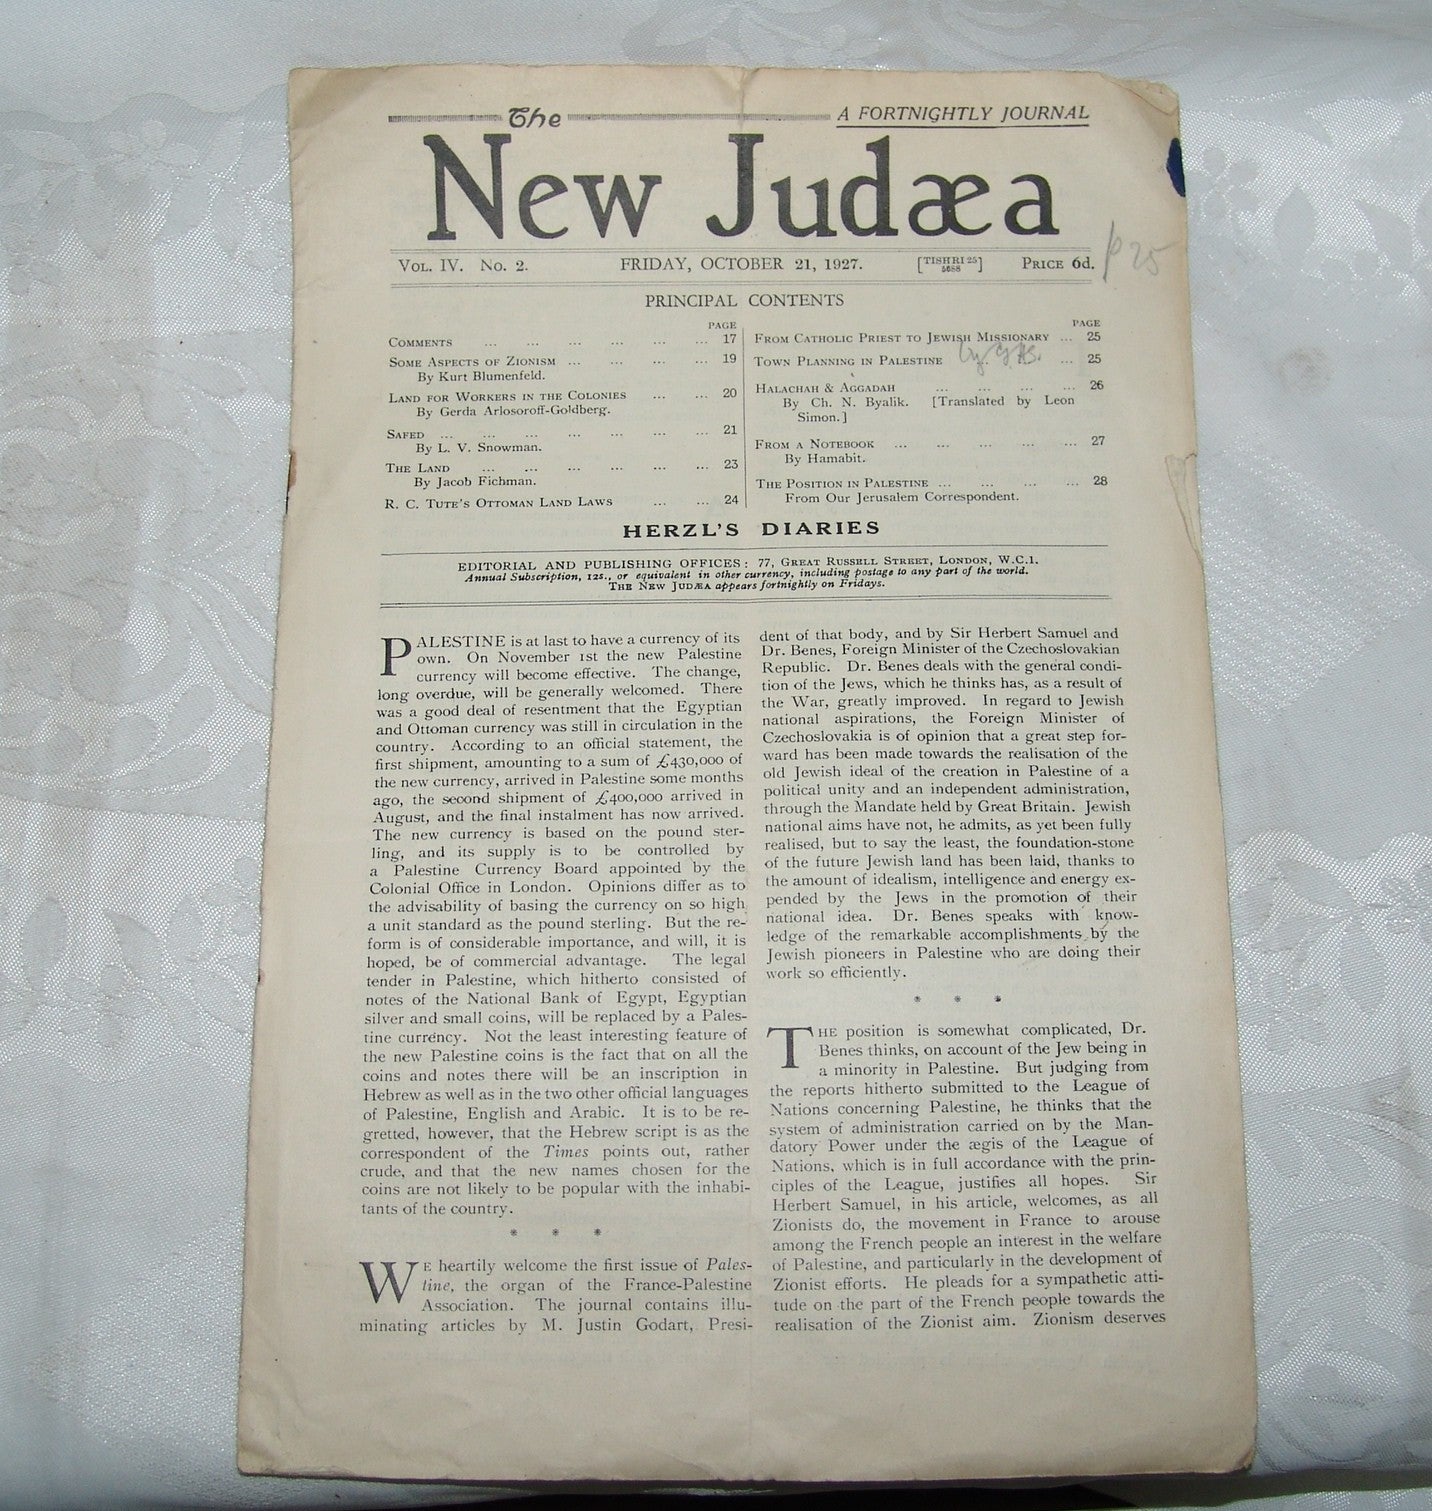 The
A FORTNIGHTLY JOURNAL
New Judæa
VOL. IV. NO. 2. FRIDAY, OCTOBER 21, 1927. [TISHRI 25 5688] PRICE 6d.
p 25
PRINCIPAL CONTENTS
PAGE
COMMENTS ... ... ... ... ... ... 17
SOME ASPECTS OF ZIONISM ... ... ... ... 19
By Kurt Blumenfeld.
LAND FOR WORKERS IN THE COLONIES ... ... 20
By Gerda Arlosoroff-Goldberg.
SAFED ... ... ... ... ... ... ... 21
By L. V. Snowman.
THE LAND ... ... ... ... ... ... 23
By Jacob Fichman.
R. C. TUTE'S OTTOMAN LAND LAWS ... ... 24
PAGE
FROM CATHOLIC PRIEST TO JEWISH MISSIONARY ... 25
TOWN PLANNING IN PALESTINE ... 25
HALACHAH & AGGADAH ... ... ... ... 26
By Ch. N. Byalik. [Translated by Leon
Simon.]
FROM A NOTEBOOK ... ... ... ... ... 27
By Hamabit.
THE POSITION IN PALESTINE ... ... ... ... 28
From Our Jerusalem Correspondent.
HERZL'S DIARIES
EDITORIAL AND PUBLISHING OFFICES: 77, GREAT RUSSELL STREET, LONDON, W.C.1.
Annual Subscription, 12s., or equivalent in other currency, including postage to any part of the world.
THE NEW JUDÆA appears fortnightly on Fridays.
PALESTINE is at last to have a currency of its
own. On November 1st the new Palestine
currency will become effective. The change,
long overdue, will be generally welcomed. There
was a good deal of resentment that the Egyptian
and Ottoman currency was still in circulation in the
country. According to an official statement, the
first shipment, amounting to a sum of £430,000 of
the new currency, arrived in Palestine some months
ago, the second shipment of £400,000 arrived in
August, and the final instalment has now arrived.
The new currency is based on the pound ster-
ling, and its supply is to be controlled by
a Palestine Currency Board appointed by the
Colonial Office in London. Opinions differ as to
the advisability of basing the currency on so high
a unit standard as the pound sterling. But the re-
form is of considerable importance, and will, it is
hoped, be of commercial advantage. The legal
tender in Palestine, which hitherto consisted of
notes of the National Bank of Egypt, Egyptian
silver and small coins, will be replaced by a Pales-
tine currency. Not the least interesting feature of
the new Palestine coins is the fact that on all the
coins and notes there will be an inscription in
Hebrew as well as in the two other official languages
of Palestine, English and Arabic. It is to be re-
gretted, however, that the Hebrew script is as the
correspondent of the Times points out, rather
crude, and that the new names chosen for the
coins are not likely to be popular with the inhabi-
tants of the country.
* * *
WE heartily welcome the first issue of Pales-
tine, the organ of the France-Palestine
Association. The journal contains illu-
minating articles by M. Justin Godart, Presi-
dent of that body, and by Sir Herbert Samuel and
Dr. Benes, Foreign Minister of the Czechoslovakian
Republic. Dr. Benes deals with the general condi-
tion of the Jews, which he thinks has, as a result of
the War, greatly improved. In regard to Jewish
national aspirations, the Foreign Minister of
Czechoslovakia is of opinion that a great step for-
ward has been made towards the realisation of the
old Jewish ideal of the creation in Palestine of a
political unity and an independent administration,
through the Mandate held by Great Britain. Jewish
national aims have not, he admits, as yet been fully
realised, but to say the least, the foundation-stone
of the future Jewish land has been laid, thanks to
the amount of idealism, intelligence and energy ex-
pended by the Jews in the promotion of their
national idea. Dr. Benes speaks with know-
ledge of the remarkable accomplishments by the
Jewish pioneers in Palestine who are doing their
work so efficiently.
* * *
THE position is somewhat complicated, Dr.
Benes thinks, on account of the Jew being in
a minority in Palestine. But judging from
the reports hitherto submitted to the League of
Nations concerning Palestine, he thinks that the
system of administration carried on by the Man-
datory Power under the ægis of the League of
Nations, which is in full accordance with the prin-
ciples of the League, justifies all hopes. Sir
Herbert Samuel, in his article, welcomes, as all
Zionists do, the movement in France to arouse
among the French people an interest in the welfare
of Palestine, and particularly in the development of
Zionist efforts. He pleads for a sympathetic atti-
tude on the part of the French people towards the
realisation of the Zionist aim. Zionism deserves